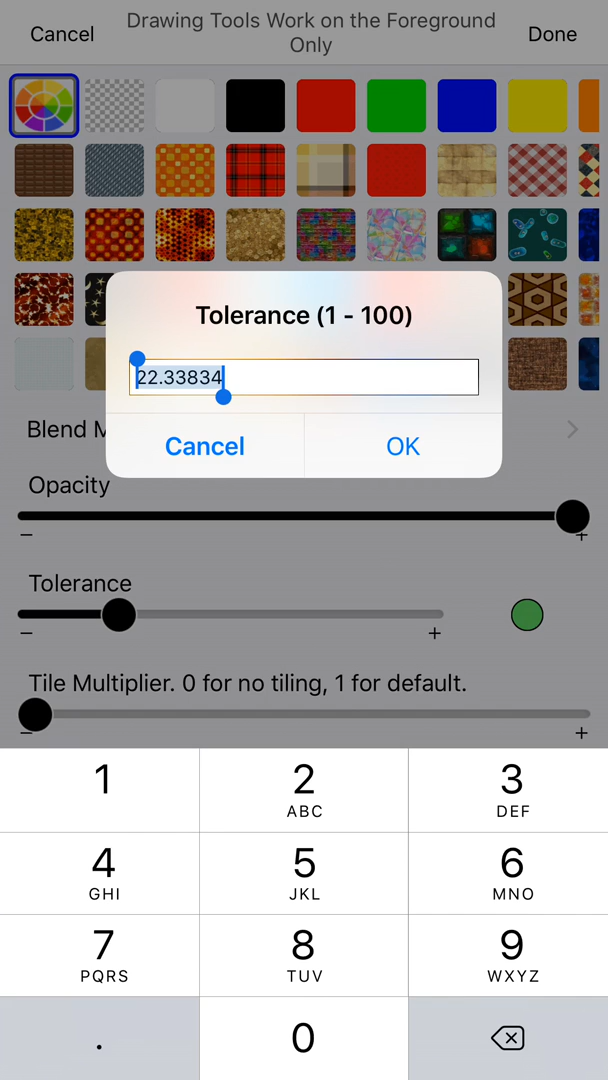 Cancel
Drawing Tools Work on the Foreground
Only
Done
Tolerance (1 - 100)
22.33834
Cancel
OK
Blend M
Opacity
−
+
Tolerance
−
+
Tile Multiplier. 0 for no tiling, 1 for default.
−
+
1
2
ABC
3
DEF
4
GHI
5
JKL
6
MNO
7
PQRS
8
TUV
9
WXYZ
.
0